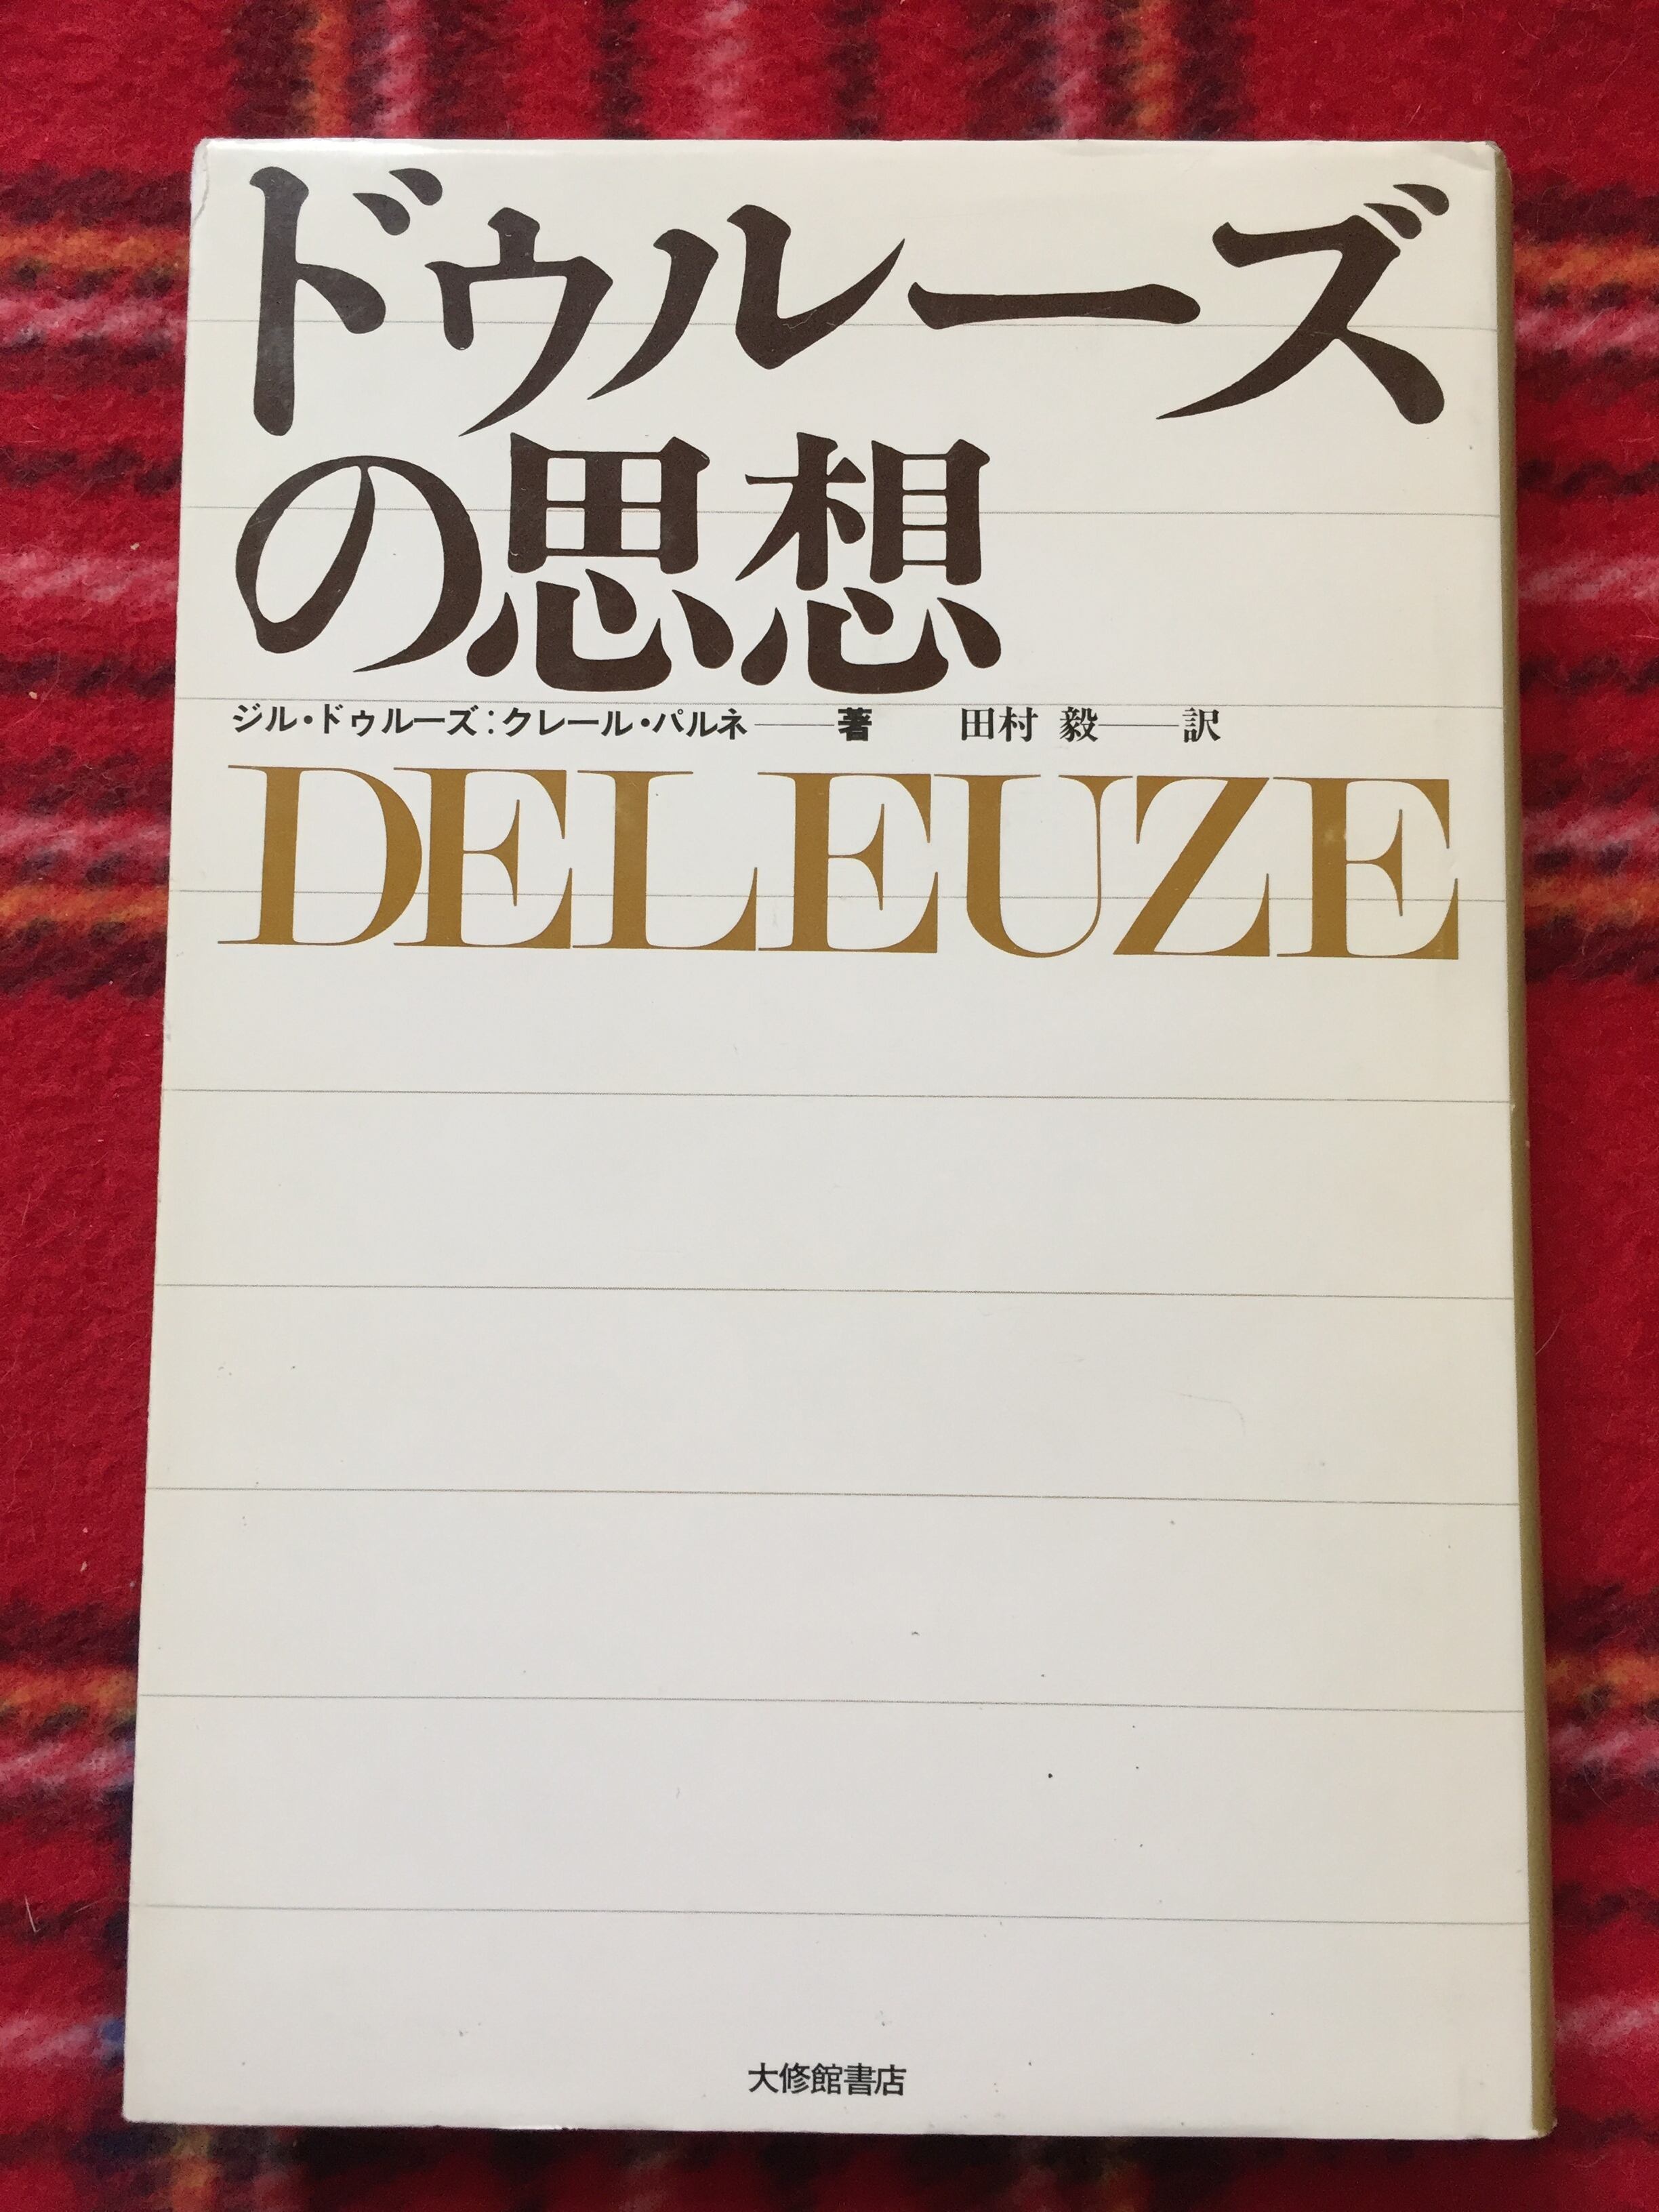 ドゥルーズ
の思想
ジル・ドゥルーズ：クレール・パルネ——著　田村 毅——訳
DELEUZE
大修館書店